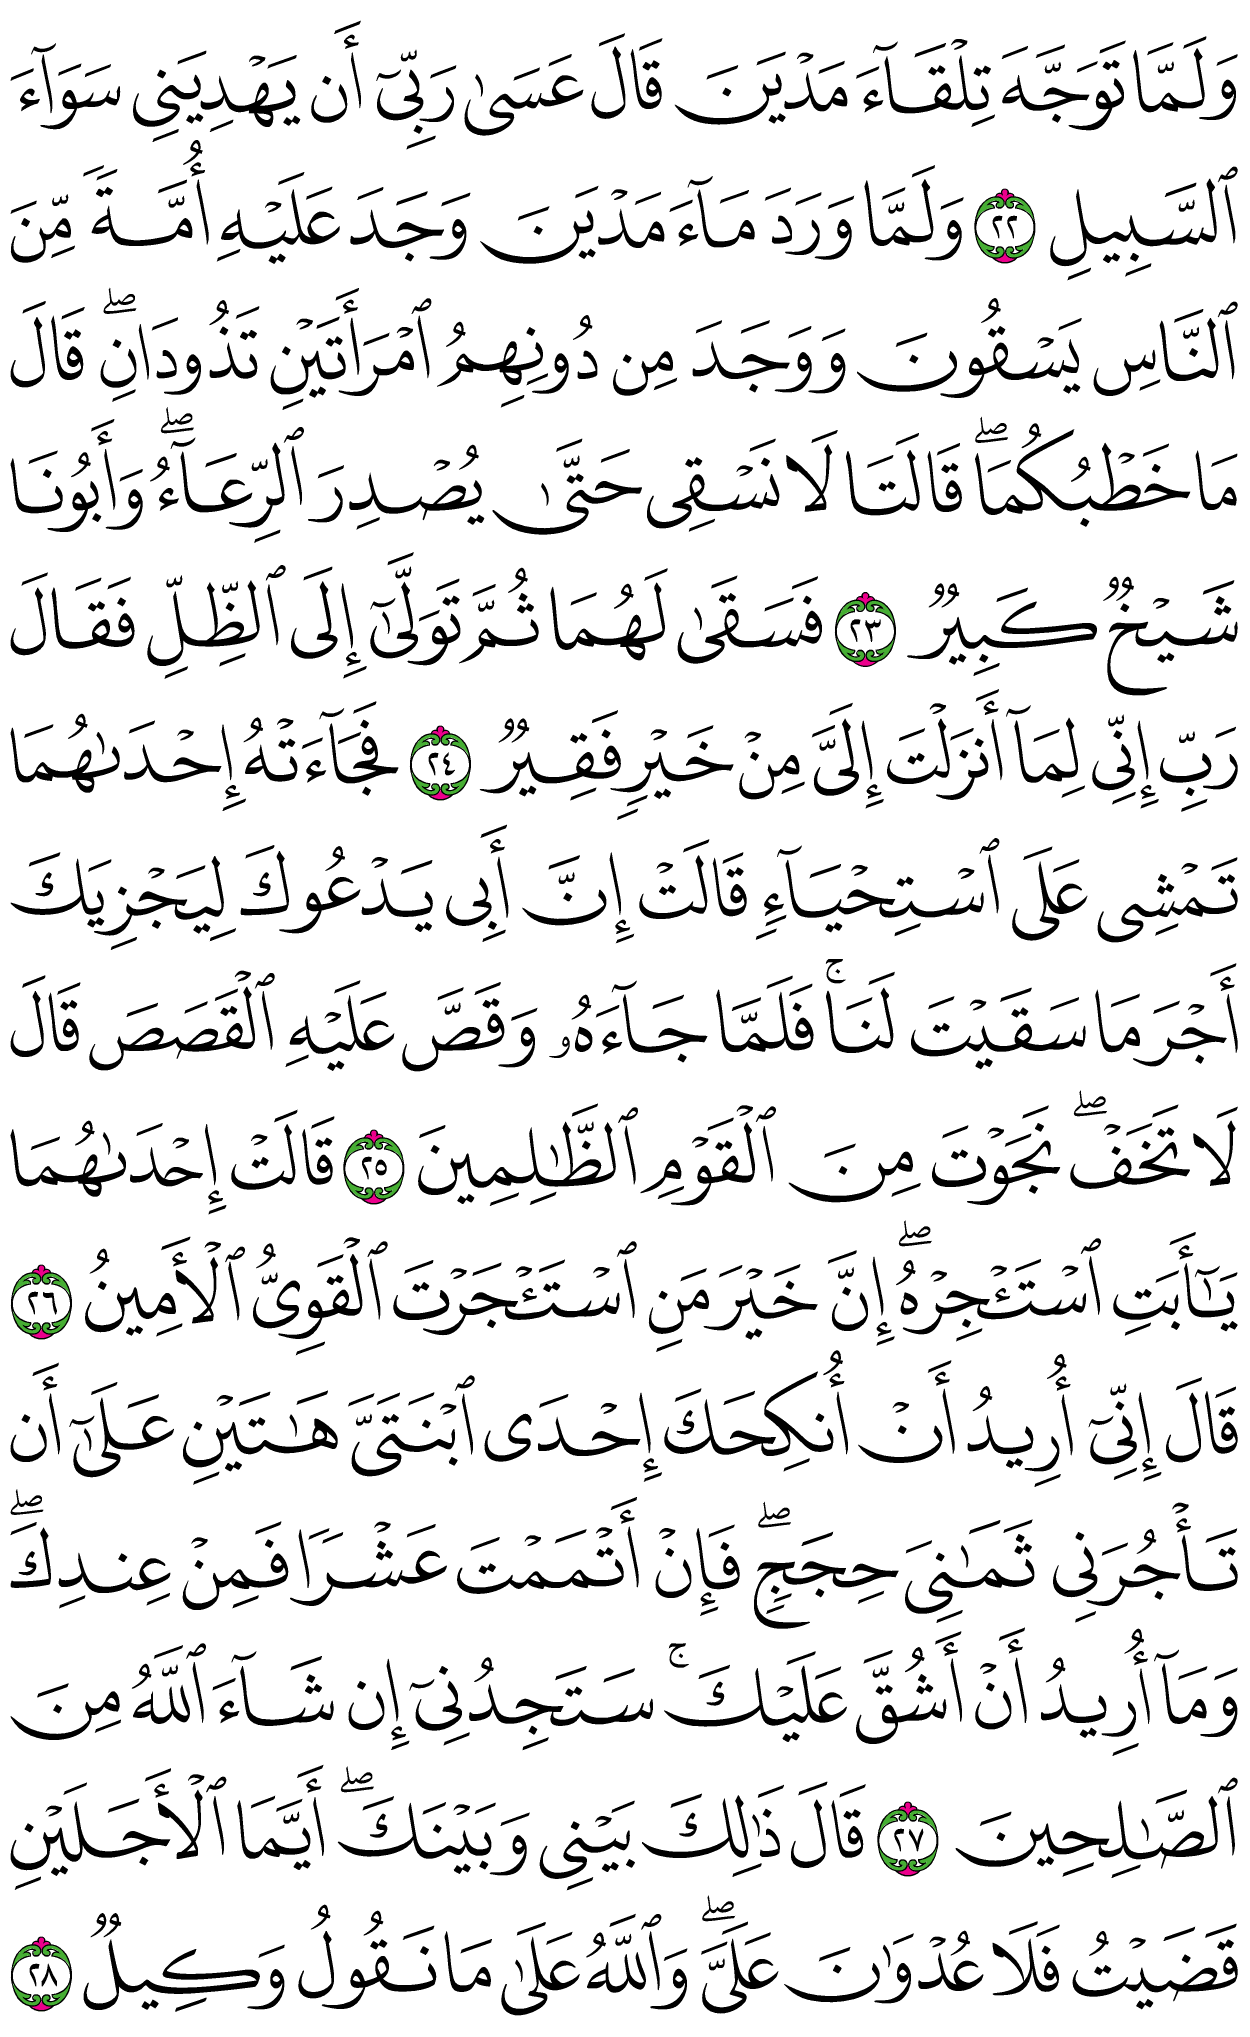 وَلَمَّا تَوَجَّهَ تِلۡقَآءَ مَدۡيَنَ قَالَ عَسَىٰ رَبِّيٓ أَن يَهۡدِيَنِي سَوَآءَ
ٱلسَّبِيلِ ٢٢ وَلَمَّا وَرَدَ مَآءَ مَدۡيَنَ وَجَدَ عَلَيۡهِ أُمَّةٗ مِّنَ
ٱلنَّاسِ يَسۡقُونَ وَوَجَدَ مِن دُونِهِمُ ٱمۡرَأَتَيۡنِ تَذُودَانِۖ قَالَ
مَا خَطۡبُكُمَاۖ قَالَتَا لَا نَسۡقِي حَتَّىٰ يُصۡدِرَ ٱلرِّعَآءُۖ وَأَبُونَا
شَيۡخٞ كَبِيرٞ ٢٣ فَسَقَىٰ لَهُمَا ثُمَّ تَوَلَّىٰٓ إِلَى ٱلظِّلِّ فَقَالَ
رَبِّ إِنِّي لِمَآ أَنزَلۡتَ إِلَيَّ مِنۡ خَيۡرٖ فَقِيرٞ ٢٤ فَجَآءَتۡهُ إِحۡدَىٰهُمَا
تَمۡشِي عَلَى ٱسۡتِحۡيَآءٖ قَالَتۡ إِنَّ أَبِي يَدۡعُوكَ لِيَجۡزِيَكَ
أَجۡرَ مَا سَقَيۡتَ لَنَاۚ فَلَمَّا جَآءَهُۥ وَقَصَّ عَلَيۡهِ ٱلۡقَصَصَ قَالَ
لَا تَخَفۡۖ نَجَوۡتَ مِنَ ٱلۡقَوۡمِ ٱلظَّٰلِمِينَ ٢٥ قَالَتۡ إِحۡدَىٰهُمَا
يَٰٓأَبَتِ ٱسۡتَـٔۡجِرۡهُۖ إِنَّ خَيۡرَ مَنِ ٱسۡتَـٔۡجَرۡتَ ٱلۡقَوِيُّ ٱلۡأَمِينُ ٢٦
قَالَ إِنِّيٓ أُرِيدُ أَنۡ أُنكِحَكَ إِحۡدَى ٱبۡنَتَيَّ هَٰتَيۡنِ عَلَىٰٓ أَن
تَأۡجُرَنِي ثَمَٰنِيَ حِجَجٖۖ فَإِنۡ أَتۡمَمۡتَ عَشۡرٗا فَمِنۡ عِندِكَۖ
وَمَآ أُرِيدُ أَنۡ أَشُقَّ عَلَيۡكَۚ سَتَجِدُنِيٓ إِن شَآءَ ٱللَّهُ مِنَ
ٱلصَّٰلِحِينَ ٢٧ قَالَ ذَٰلِكَ بَيۡنِي وَبَيۡنَكَۖ أَيَّمَا ٱلۡأَجَلَيۡنِ
قَضَيۡتُ فَلَا عُدۡوَٰنَ عَلَيَّۖ وَٱللَّهُ عَلَىٰ مَا نَقُولُ وَكِيلٞ ٢٨